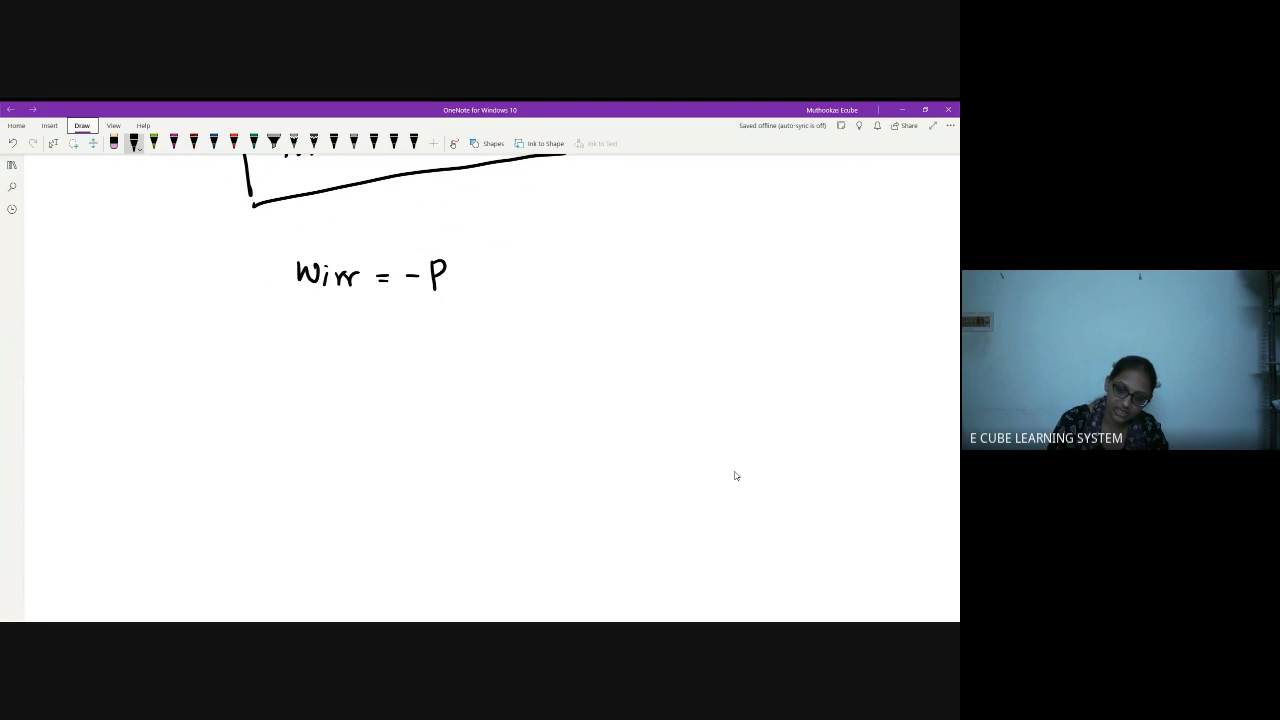 OneNote for Windows 10
Muthookas Ecube
Home Insert Draw View Help
Saved offline (auto-sync is off)
Share
Shapes
Ink to Shape
Ink to Text
Wirr = - P
E CUBE LEARNING SYSTEM